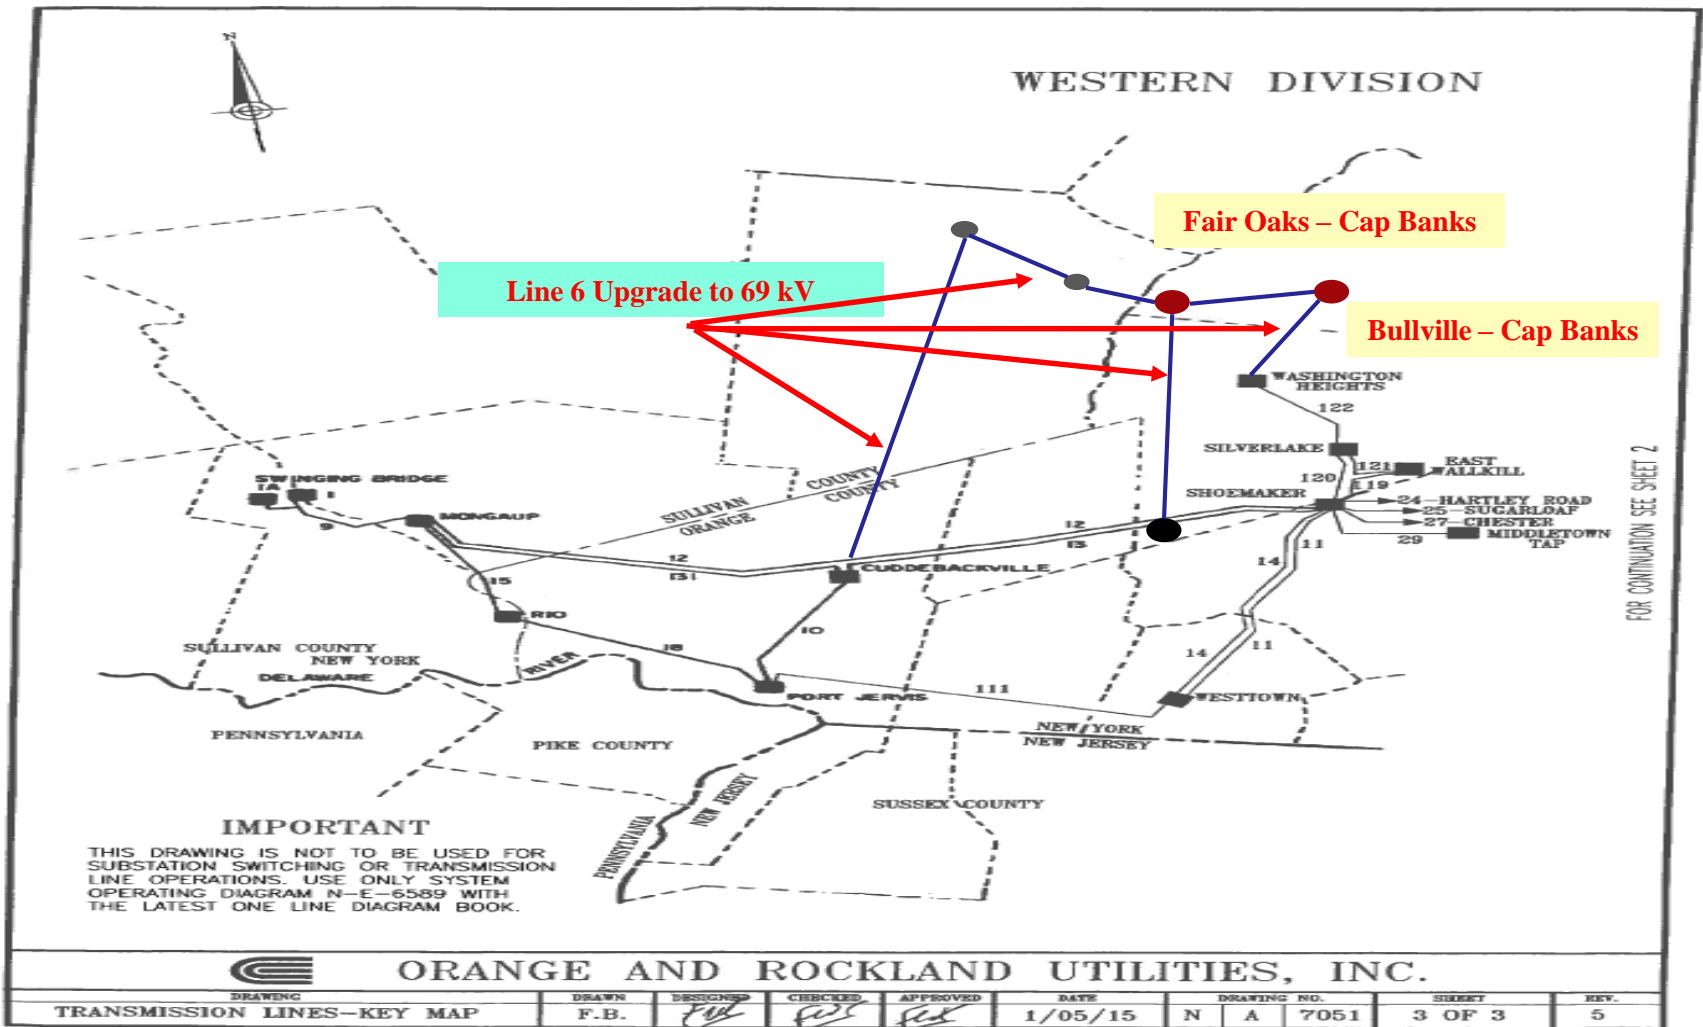 N
WESTERN DIVISION
Fair Oaks – Cap Banks
Line 6 Upgrade to 69 kV
Bullville – Cap Banks
WASHINGTON
HEIGHTS
122
SILVERLAKE
EAST
WALLKILL
121
120
119
SHOEMAKER
24-HARTLEY ROAD
25-SUGARLOAF
27-CHESTER
MIDDLETOWN
TAP
29
11
14
FOR CONTINUATION SEE SHEET 2
SWINGING BRIDGE
1A
1
9
MONGAUP
SULLIVAN COUNTY
ORANGE COUNTY
12
131
12
13
CUDDEBACKVILLE
15
RIO
10
18
SULLIVAN COUNTY
NEW YORK
DELAWARE
RIVER
PORT JERVIS
111
14
11
WESTTOWN
NEW YORK
NEW JERSEY
PENNSYLVANIA
PIKE COUNTY
NEW JERSEY
PENNSYLVANIA
SUSSEX COUNTY
IMPORTANT
THIS DRAWING IS NOT TO BE USED FOR
SUBSTATION SWITCHING OR TRANSMISSION
LINE OPERATIONS. USE ONLY SYSTEM
OPERATING DIAGRAM N-E-6589 WITH
THE LATEST ONE LINE DIAGRAM BOOK.
ORANGE AND ROCKLAND UTILITIES, INC.
DRAWING DRAWN DESIGNED CHECKED APPROVED DATE DRAWING NO. SHEET REV.
TRANSMISSION LINES-KEY MAP F.B. 1/05/15 N A 7051 3 OF 3 5